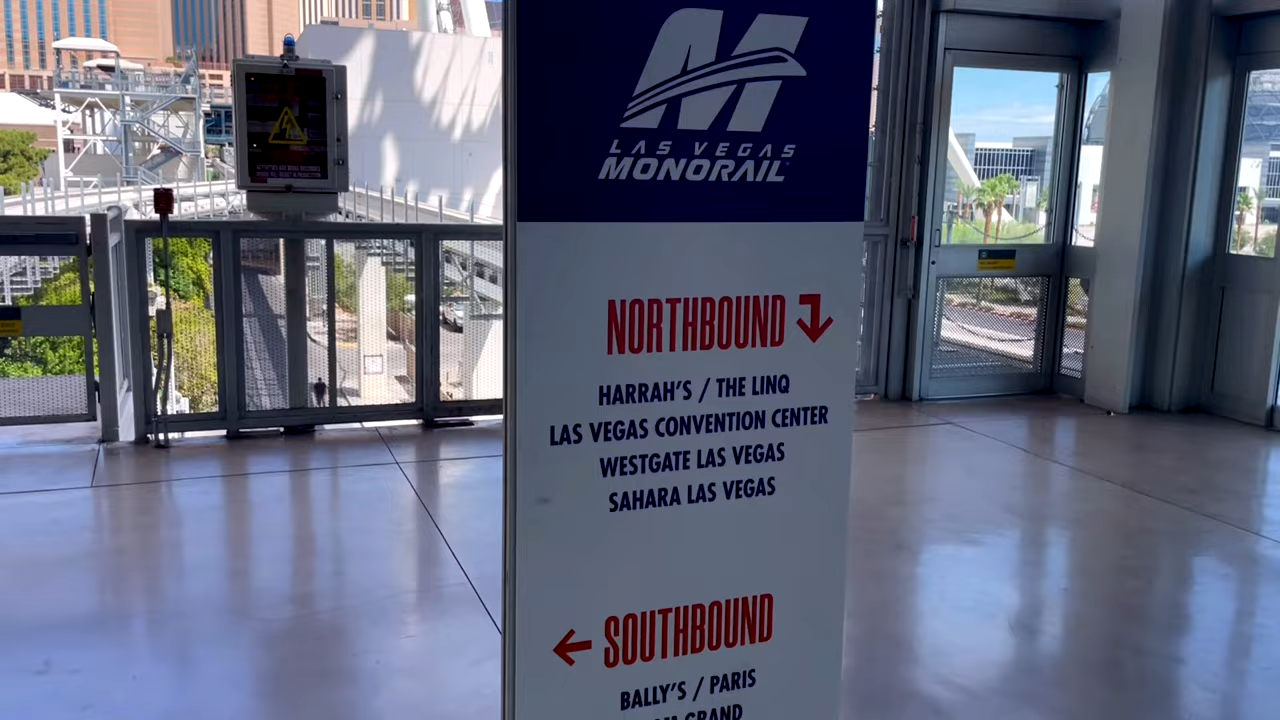 LAS VEGAS
MONORAIL
NORTHBOUND
HARRAH'S / THE LINQ
LAS VEGAS CONVENTION CENTER
WESTGATE LAS VEGAS
SAHARA LAS VEGAS
SOUTHBOUND
BALLY'S / PARIS
GRAND